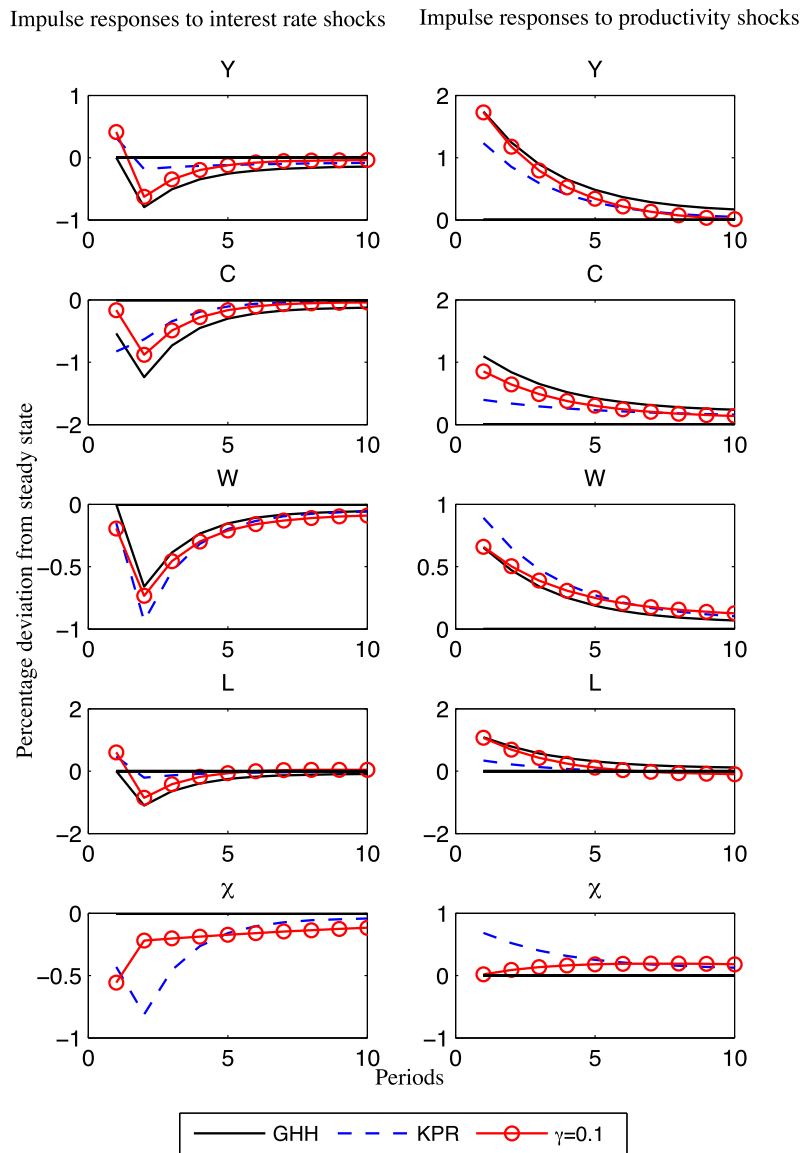 Impulse responses to interest rate shocks Impulse responses to productivity shocks
Y Y
1 2
0 1
−1 0
0 5 10 0 5 10
C C
0 2
−1 1
−2 0
0 5 10 0 5 10
W W
0 1
−0.5 0.5
−1 0
0 5 10 0 5 10
L L
2 2
0 0
−2 −2
0 5 10 0 5 10
χ χ
0 1
−0.5 0
−1 −1
0 5 10 0 5 10
Percentage deviation from steady state
Periods
GHH KPR γ=0.1